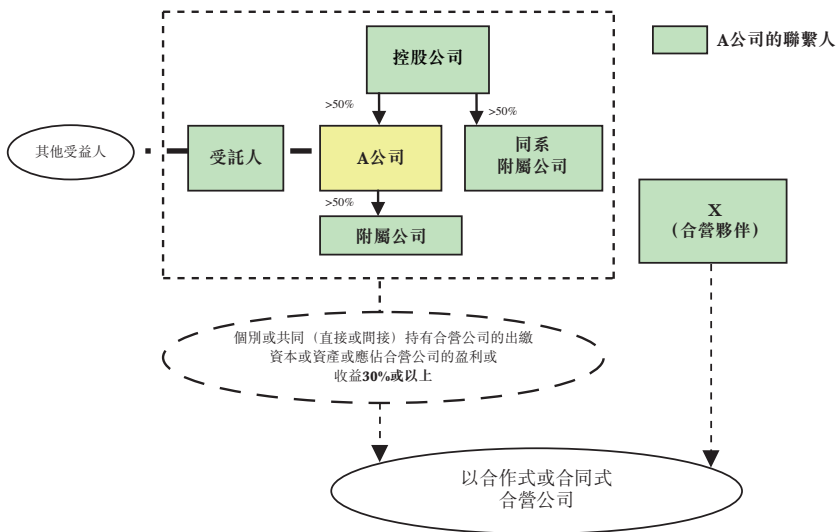 控股公司
A公司的聯繫人
>50%
>50%
其他受益人
受託人
A公司
同系
附屬公司
>50%
附屬公司
X
（合營夥伴）
個別或共同（直接或間接）持有合營公司的出繳
資本或資產或應佔合營公司的盈利或
收益30%或以上
以合作式或合同式
合營公司